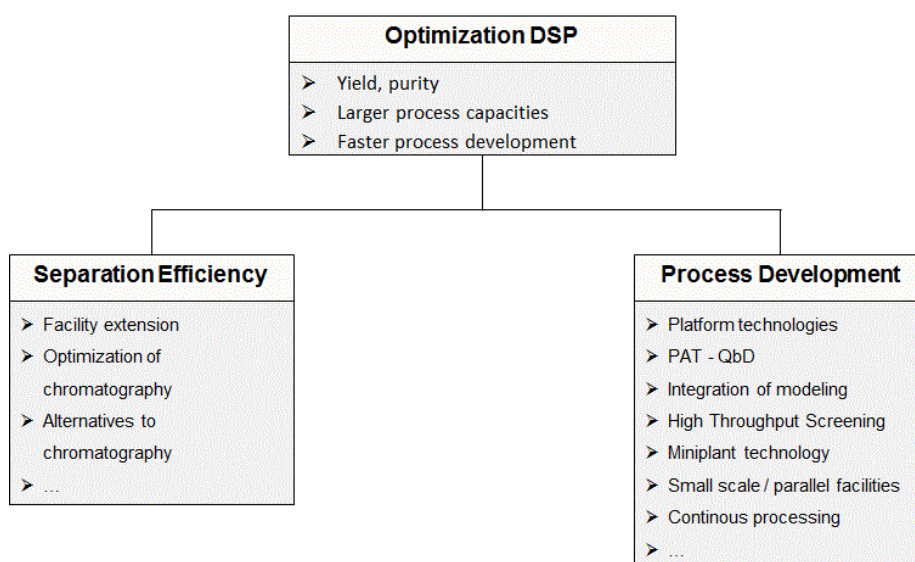 Optimization DSP
➢ Yield, purity
➢ Larger process capacities
➢ Faster process development
Separation Efficiency
➢ Facility extension
➢ Optimization of
chromatography
➢ Alternatives to
chromatography
➢ ...
Process Development
➢ Platform technologies
➢ PAT - QbD
➢ Integration of modeling
➢ High Throughput Screening
➢ Miniplant technology
➢ Small scale / parallel facilities
➢ Continous processing
➢ ...